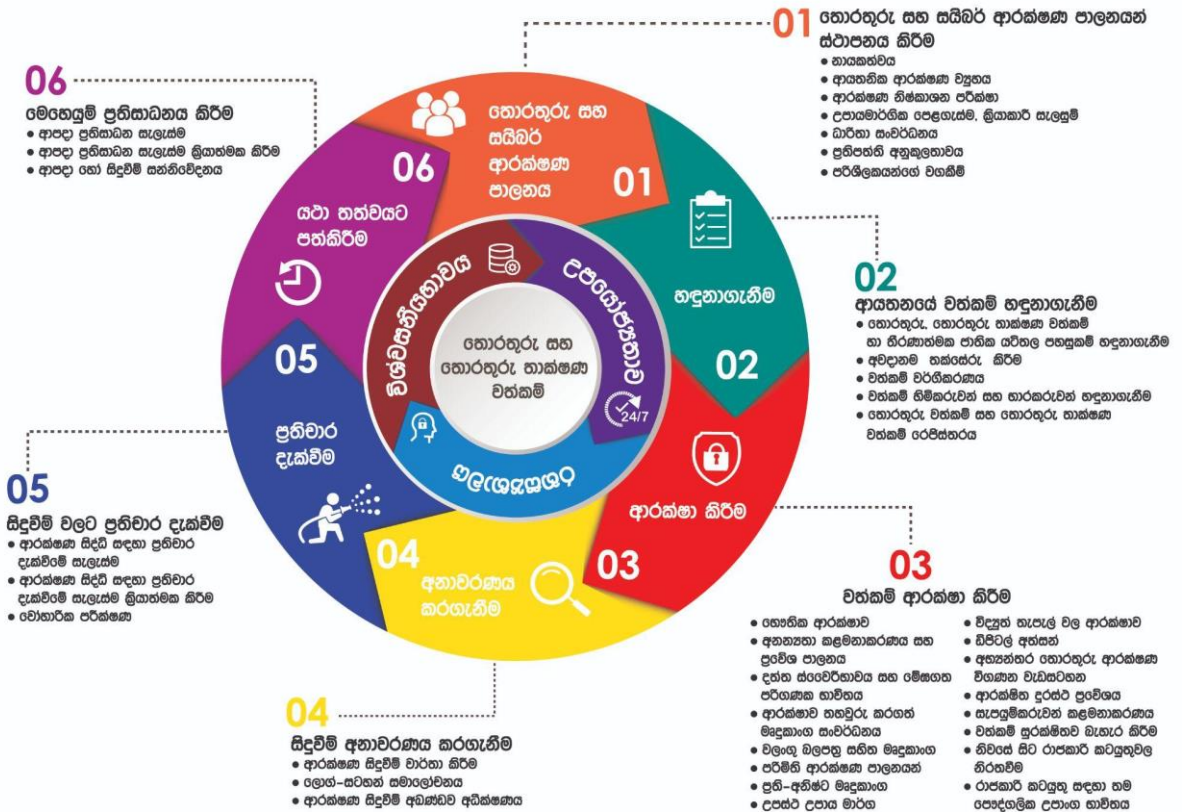 01
තොරතුරු සහ සයිබර් ආරක්ෂණ පාලනයන්
ස්ථාපනය කිරීම
● නායකත්වය
● ආයතනික ආරක්ෂණ ව්‍යුහය
● ආරක්ෂණ නිෂ්කාශන පරීක්ෂා
● උපායමාර්ගික පෙළගැස්ම, ක්‍රියාකාරී සැලසුම්
● ධාරිතා සංවර්ධනය
● ප්‍රතිපත්ති අනුකූලතාවය
● පරිශීලකයන්ගේ වගකීම්
02
ආයතනයේ වත්කම් හඳුනාගැනීම
● තොරතුරු, තොරතුරු තාක්ෂණ වත්කම්
හා තීරණාත්මක ජාතික යටිතල පහසුකම් හඳුනාගැනීම
● අවදානම තක්සේරු කිරීම
● වත්කම් වර්ගීකරණය
● වත්කම් හිමිකරුවන් සහ භාරකරුවන් හඳුනාගැනීම
● තොරතුරු වත්කම් සහ තොරතුරු තාක්ෂණ
වත්කම් රෙජිස්තරය
03
වත්කම් ආරක්ෂා කිරීම
● භෞතික ආරක්ෂාව
● අනන්‍යතා කළමනාකරණය සහ
ප්‍රවේශ පාලනය
● දත්ත ස්වෛරීභාවය සහ මේඝගත
පරිගණක භාවිතය
● ආරක්ෂාව තහවුරු කරගත්
මෘදුකාංග සංවර්ධනය
● වලංගු බලපත්‍ර සහිත මෘදුකාංග
● පරිමිති ආරක්ෂණ පාලනයන්
● ප්‍රති-අනිෂ්ට මෘදුකාංග
● උපස්ථ උපාය මාර්ග
● විද්‍යුත් තැපැල් වල ආරක්ෂාව
● ඩිජිටල් අත්සන්
● අභ්‍යන්තර තොරතුරු ආරක්ෂණ
විගණන වැඩසටහන
● ආරක්ෂිත දුරස්ථ ප්‍රවේශය
● සැපයුම්කරුවන් කළමනාකරණය
● වත්කම් සුරක්ෂිතව බැහැර කිරීම
● නිවසේ සිට රාජකාරී කටයුතුවල
නිරතවීම
● රාජකාරී කටයුතු සඳහා තම
පෞද්ගලික උපාංග භාවිතය
04
සිදුවීම් අනාවරණය කරගැනීම
● ආරක්ෂණ සිදුවීම් වාර්තා කිරීම
● ලොග්-සටහන් සමාලෝචනය
● ආරක්ෂණ සිදුවීම් අඛණ්ඩව අධීක්ෂණය
05
සිදුවීම් වලට ප්‍රතිචාර දැක්වීම
● ආරක්ෂණ සිද්ධි සඳහා ප්‍රතිචාර
දැක්වීමේ සැලැස්ම
● ආරක්ෂණ සිද්ධි සඳහා ප්‍රතිචාර
දැක්වීමේ සැලැස්ම ක්‍රියාත්මක කිරීම
● වෝහාරික පරීක්ෂණ
06
මෙහෙයුම් ප්‍රතිසාධනය කිරීම
● ආපදා ප්‍රතිසාධන සැලැස්ම
● ආපදා ප්‍රතිසාධන සැලැස්ම ක්‍රියාත්මක කිරීම
● ආපදා හෝ සිදුවීම් සන්නිවේදනය
තොරතුරු සහ
සයිබර්
ආරක්ෂණ
පාලනය
01
හඳුනාගැනීම
02
ආරක්ෂා කිරීම
03
අනාවරණය
කරගැනීම
04
ප්‍රතිචාර
දැක්වීම
05
යථා තත්වයට
පත්කිරීම
06
විශ්වසනීයභාවය
උපයෝජ්‍යතාව
24/7
තොරතුරු සහ
තොරතුරු තාක්ෂණ
වත්කම්